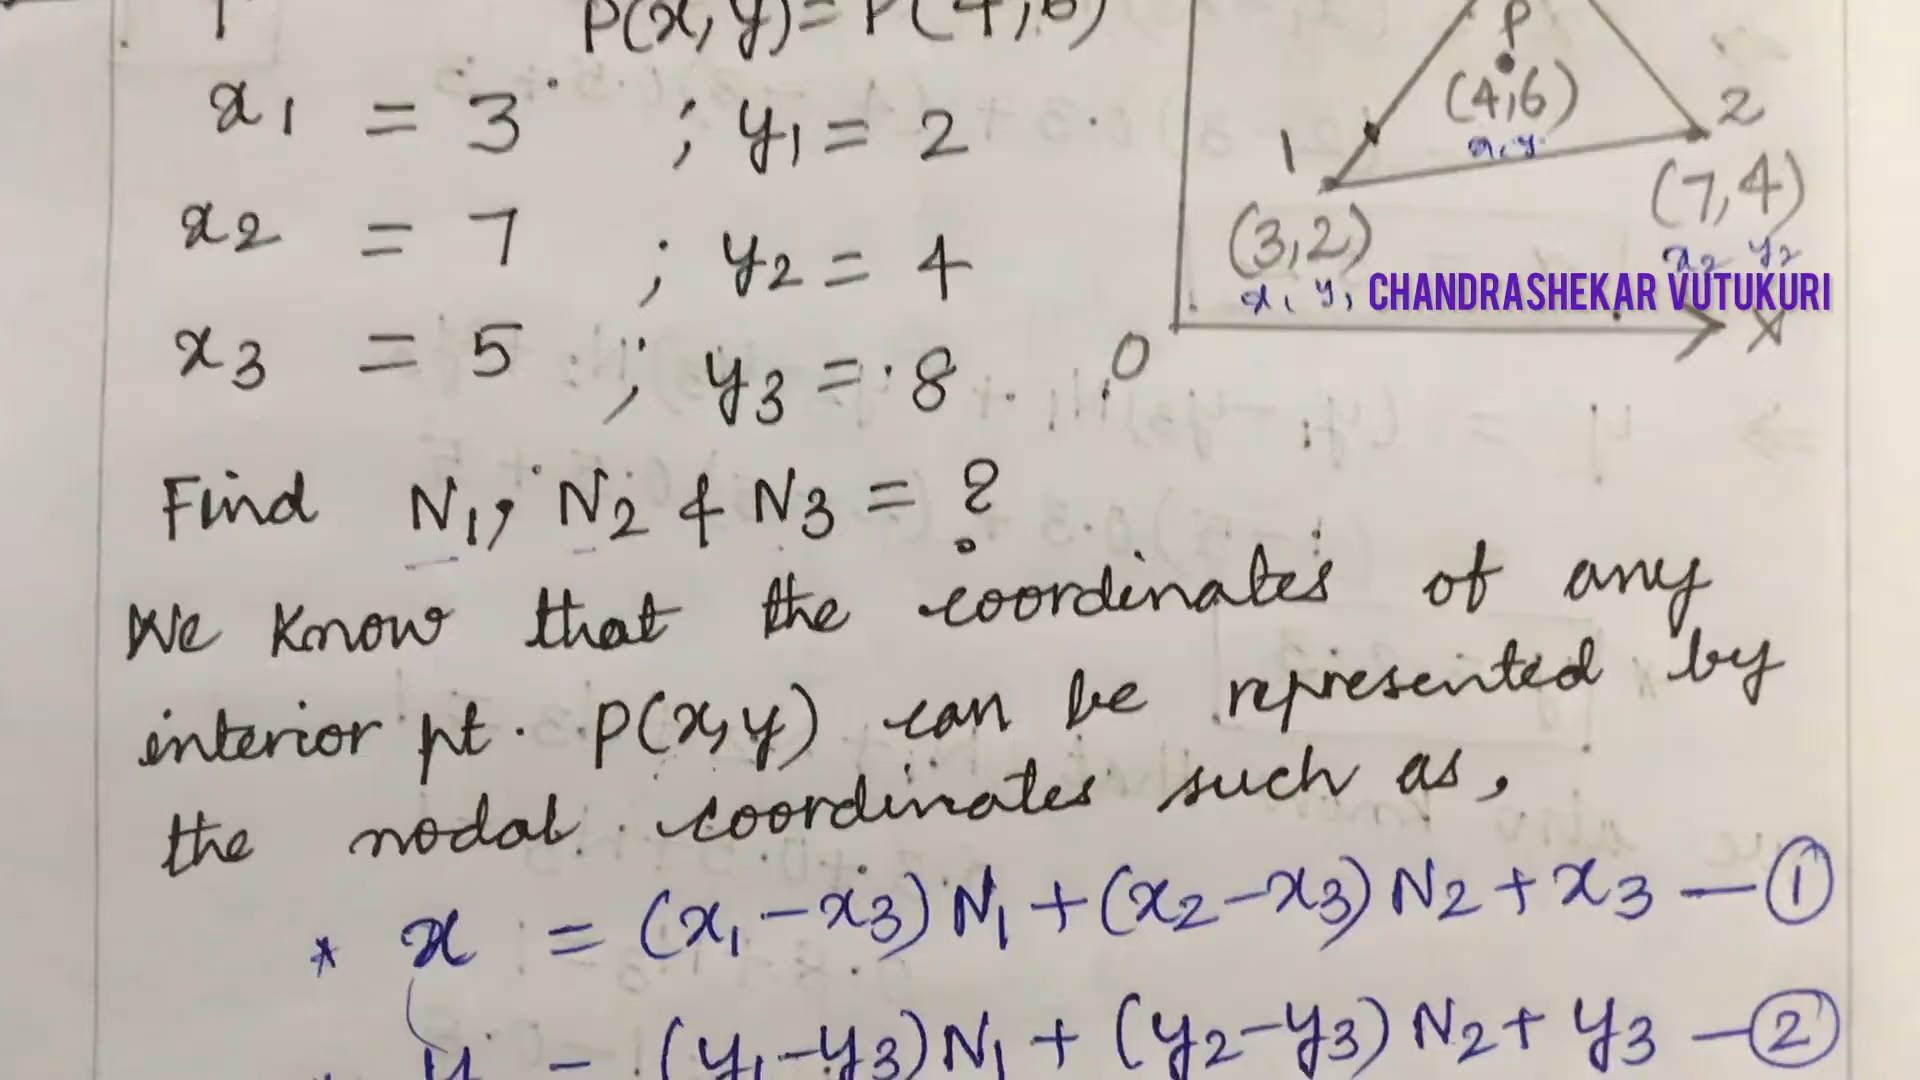 P(x,y)= P(4,6)
x1 = 3 ; y1 = 2
x2 = 7 ; y2 = 4
x3 = 5 ; y3 = 8
P
(4,6)
x,y
1
2
(3,2)
x1 y1
(7,4)
x2 y2
CHANDRASHEKAR VUTUKURI
0
X
Find N1, N2 & N3 = ?
We know that the coordinates of any
interior pt. P(x,y) can be represented by
the nodal coordinates such as,
* x = (x1-x3) N1 + (x2-x3) N2 + x3 — ①
* y = (y1-y3) N1 + (y2-y3) N2 + y3 — ②